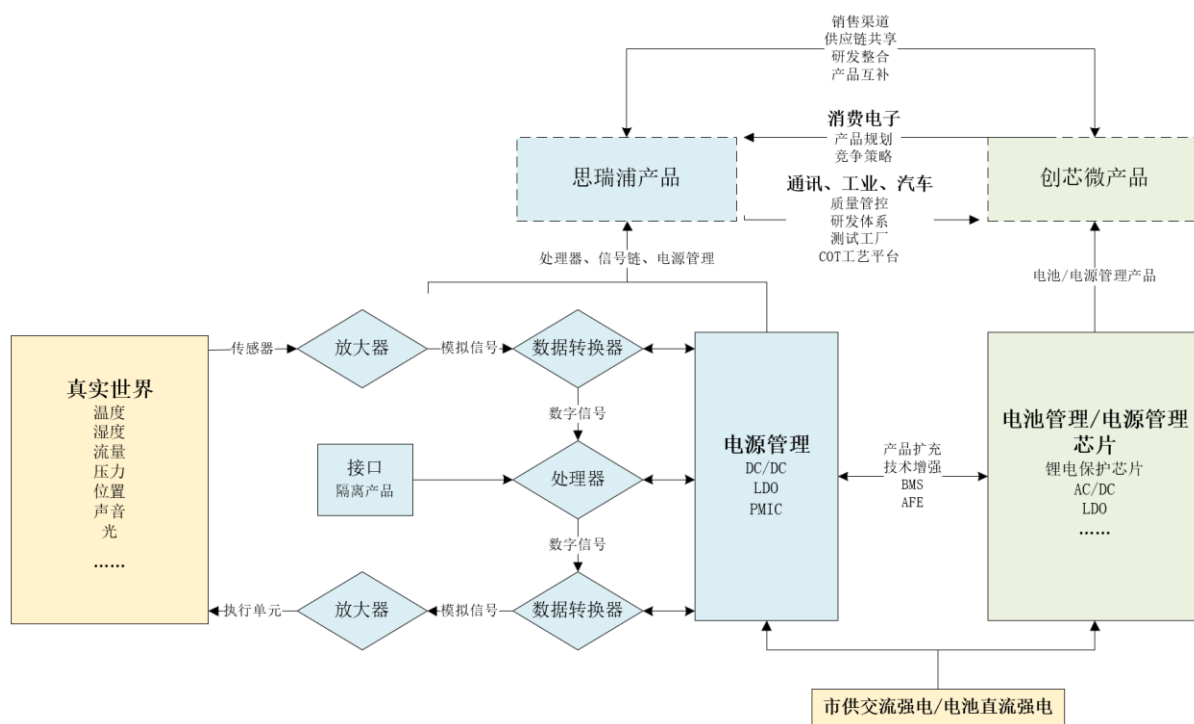 销售渠道
供应链共享
研发整合
产品互补
消费电子
产品规划
竞争策略
思瑞浦产品
创芯微产品
通讯、工业、汽车
质量管控
研发体系
测试工厂
COT工艺平台
处理器、信号链、电源管理
电池/电源管理产品
真实世界
温度
湿度
流量
压力
位置
声音
光
......
传感器
放大器
模拟信号
数据转换器
数字信号
接口
隔离产品
处理器
数字信号
执行单元
放大器
模拟信号
数据转换器
电源管理
DC/DC
LDO
PMIC
产品扩充
技术增强
BMS
AFE
电池管理/电源管理
芯片
锂电保护芯片
AC/DC
LDO
......
市供交流强电/电池直流强电